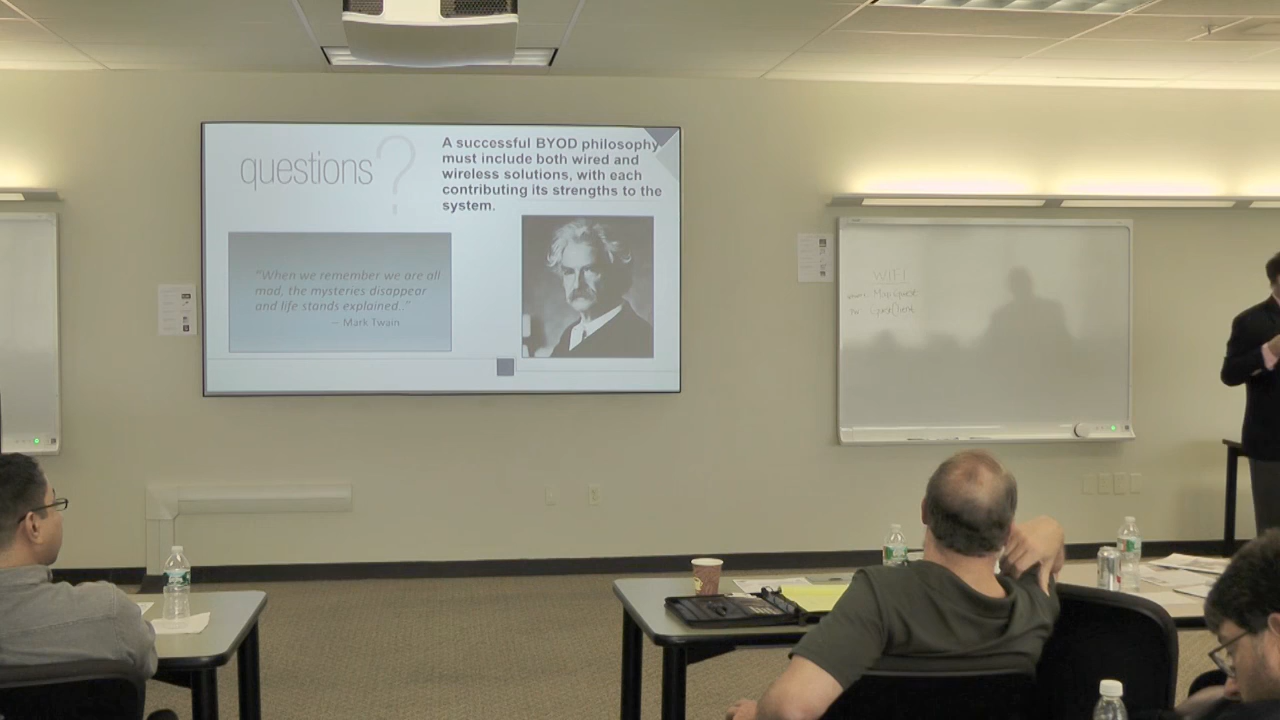 questions?
A successful BYOD philosophy
must include both wired and
wireless solutions, with each
contributing its strengths to the
system.
"When we remember we are all
mad, the mysteries disappear
and life stands explained.."
– Mark Twain
WIFI